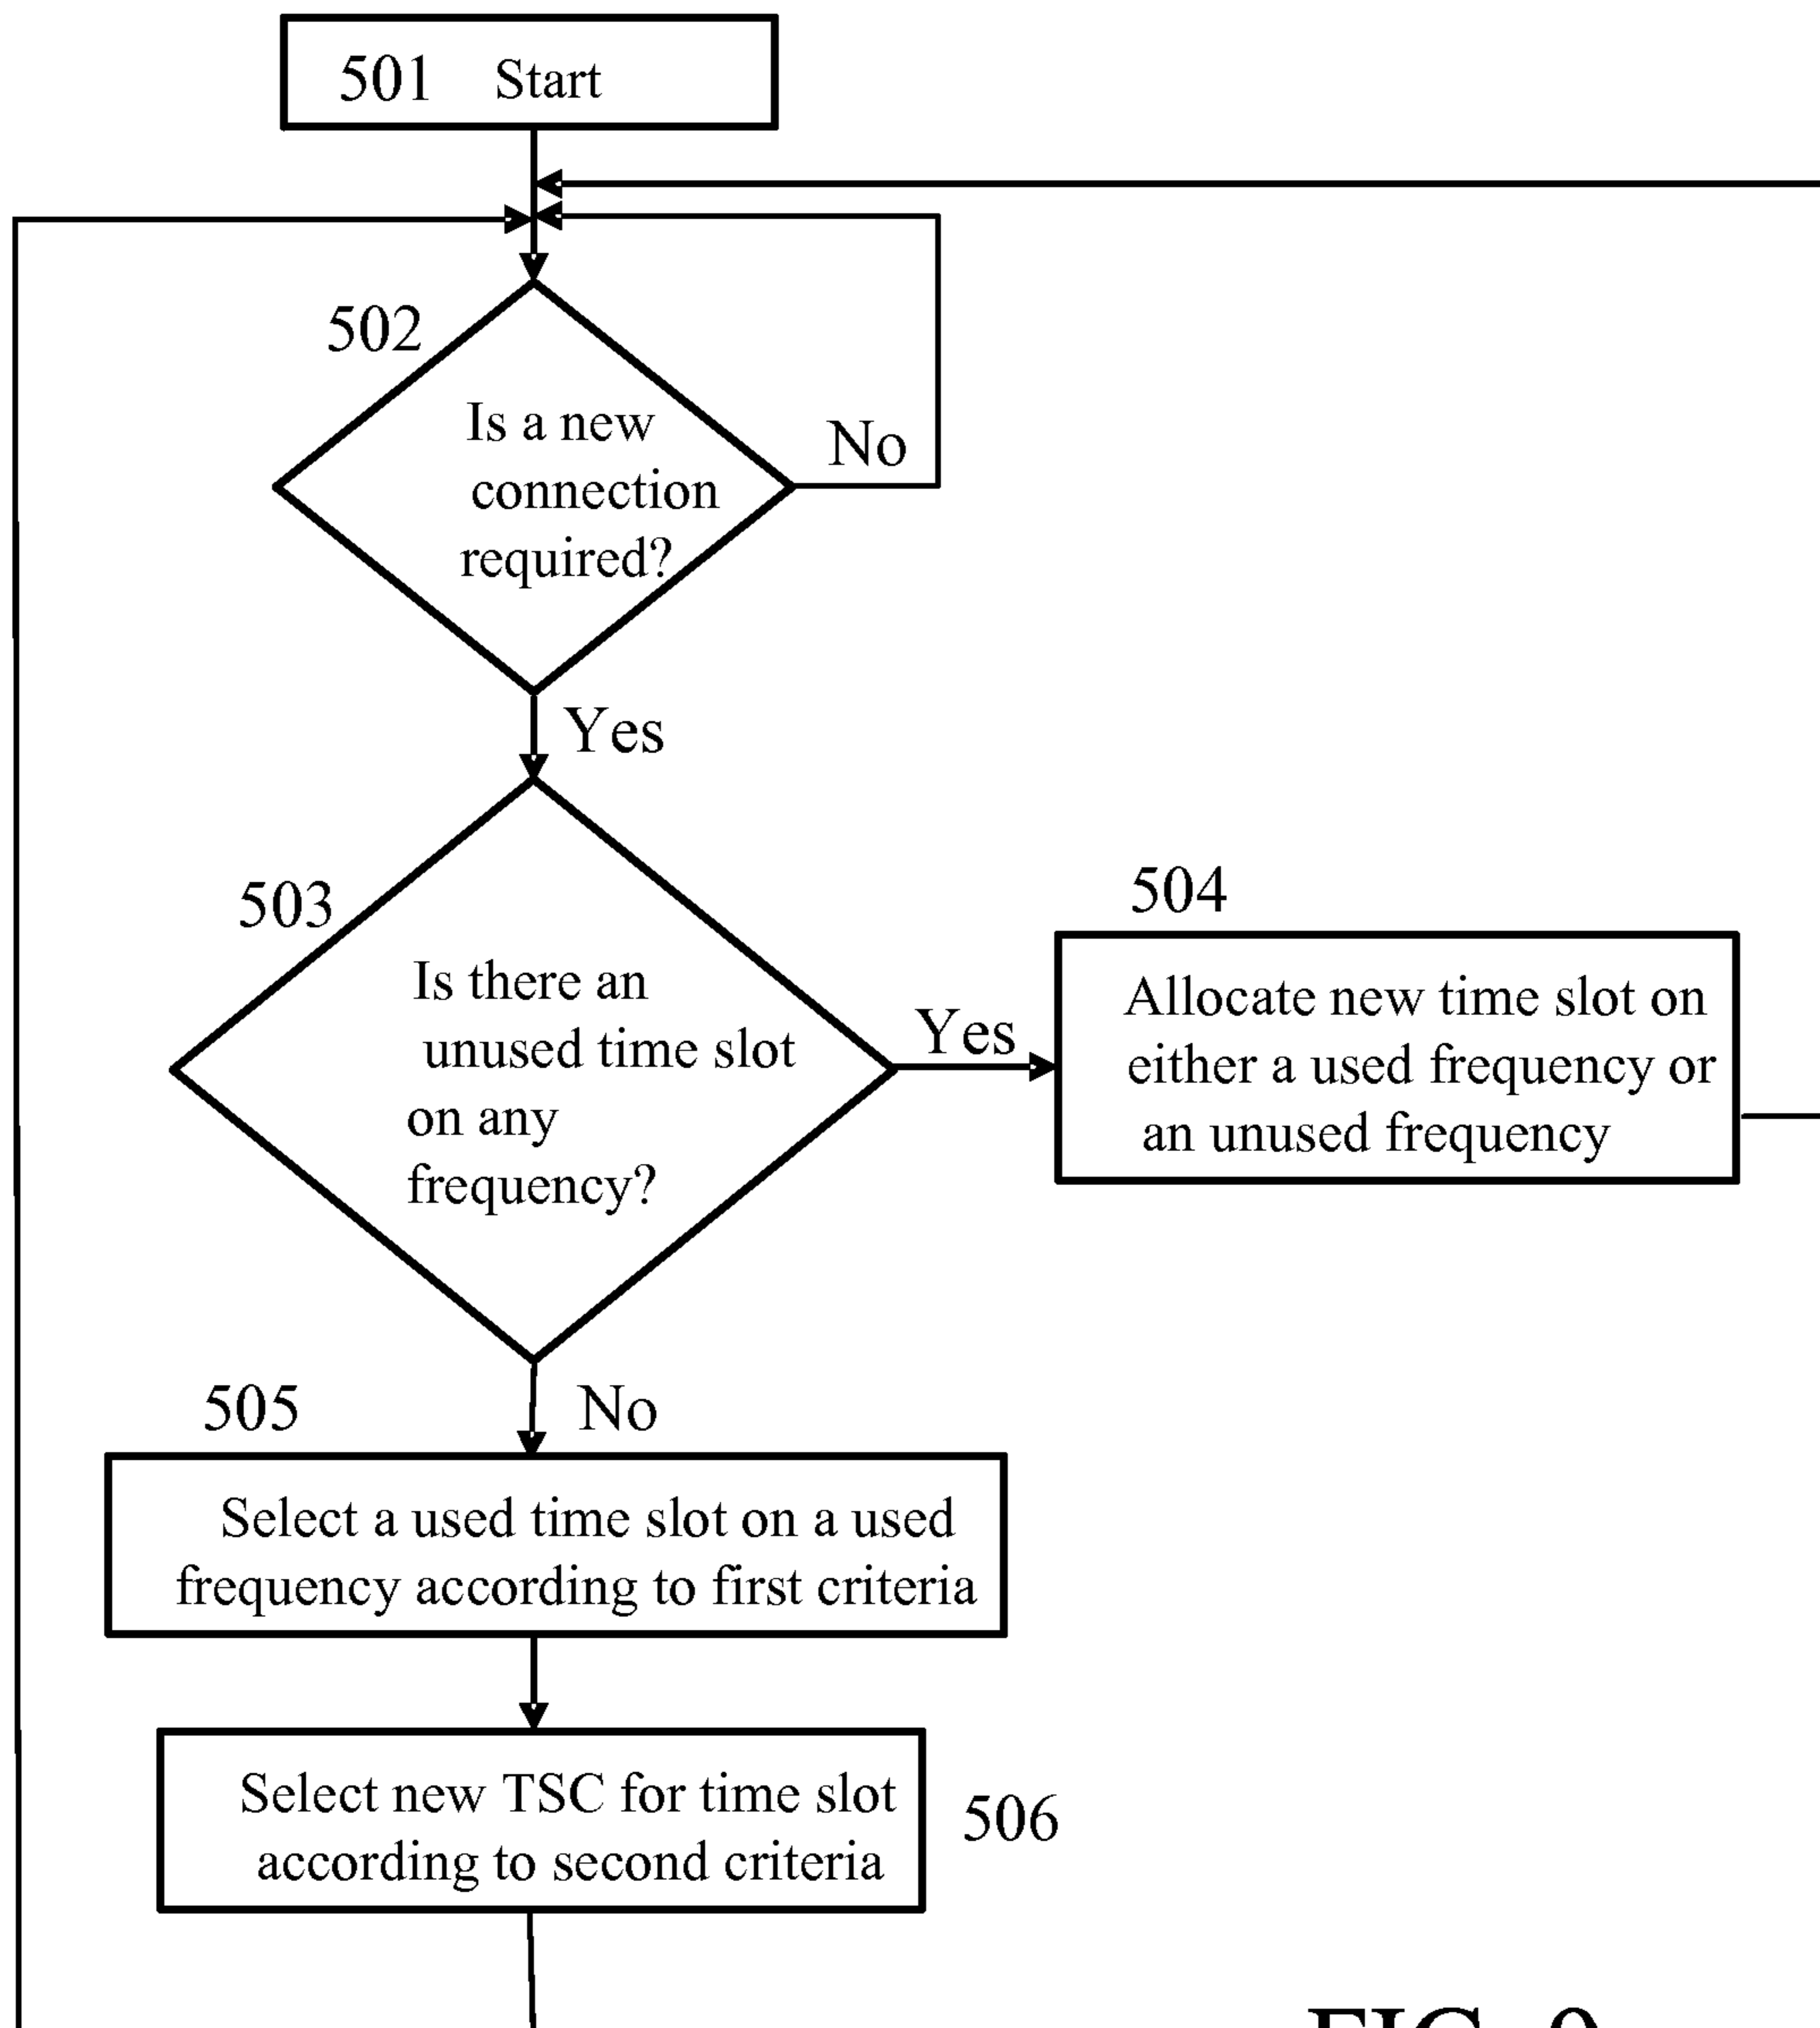 501 Start
502
Is a new
connection
required?
No
Yes
503
Is there an
unused time slot
on any
frequency?
Yes
504
Allocate new time slot on
either a used frequency or
an unused frequency
No
505
Select a used time slot on a used
frequency according to first criteria
Select new TSC for time slot
according to second criteria
506
FIG. 9